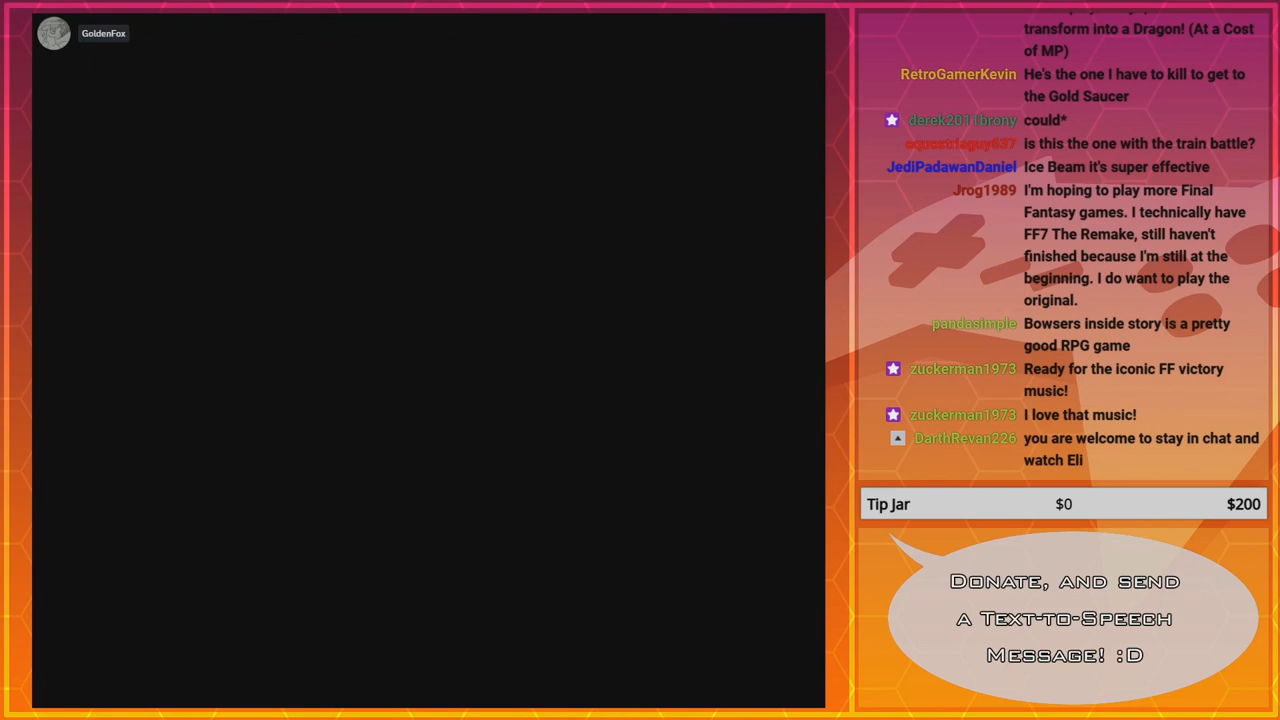 GoldenFox
transform into a Dragon! (At a Cost
of MP)
RetroGamerKevin He's the one I have to kill to get to
the Gold Saucer
derek2011brony could*
equestriaguy637 is this the one with the train battle?
JediPadawanDaniel Ice Beam it's super effective
Jrog1989 I'm hoping to play more Final
Fantasy games. I technically have
FF7 The Remake, still haven't
finished because I'm still at the
beginning. I do want to play the
original.
pandasimple Bowsers inside story is a pretty
good RPG game
zuckerman1973 Ready for the iconic FF victory
music!
zuckerman1973 I love that music!
DarthRevan226 you are welcome to stay in chat and
watch Eli
Tip Jar $0 $200
Donate, and send
a Text-to-Speech
Message! :D